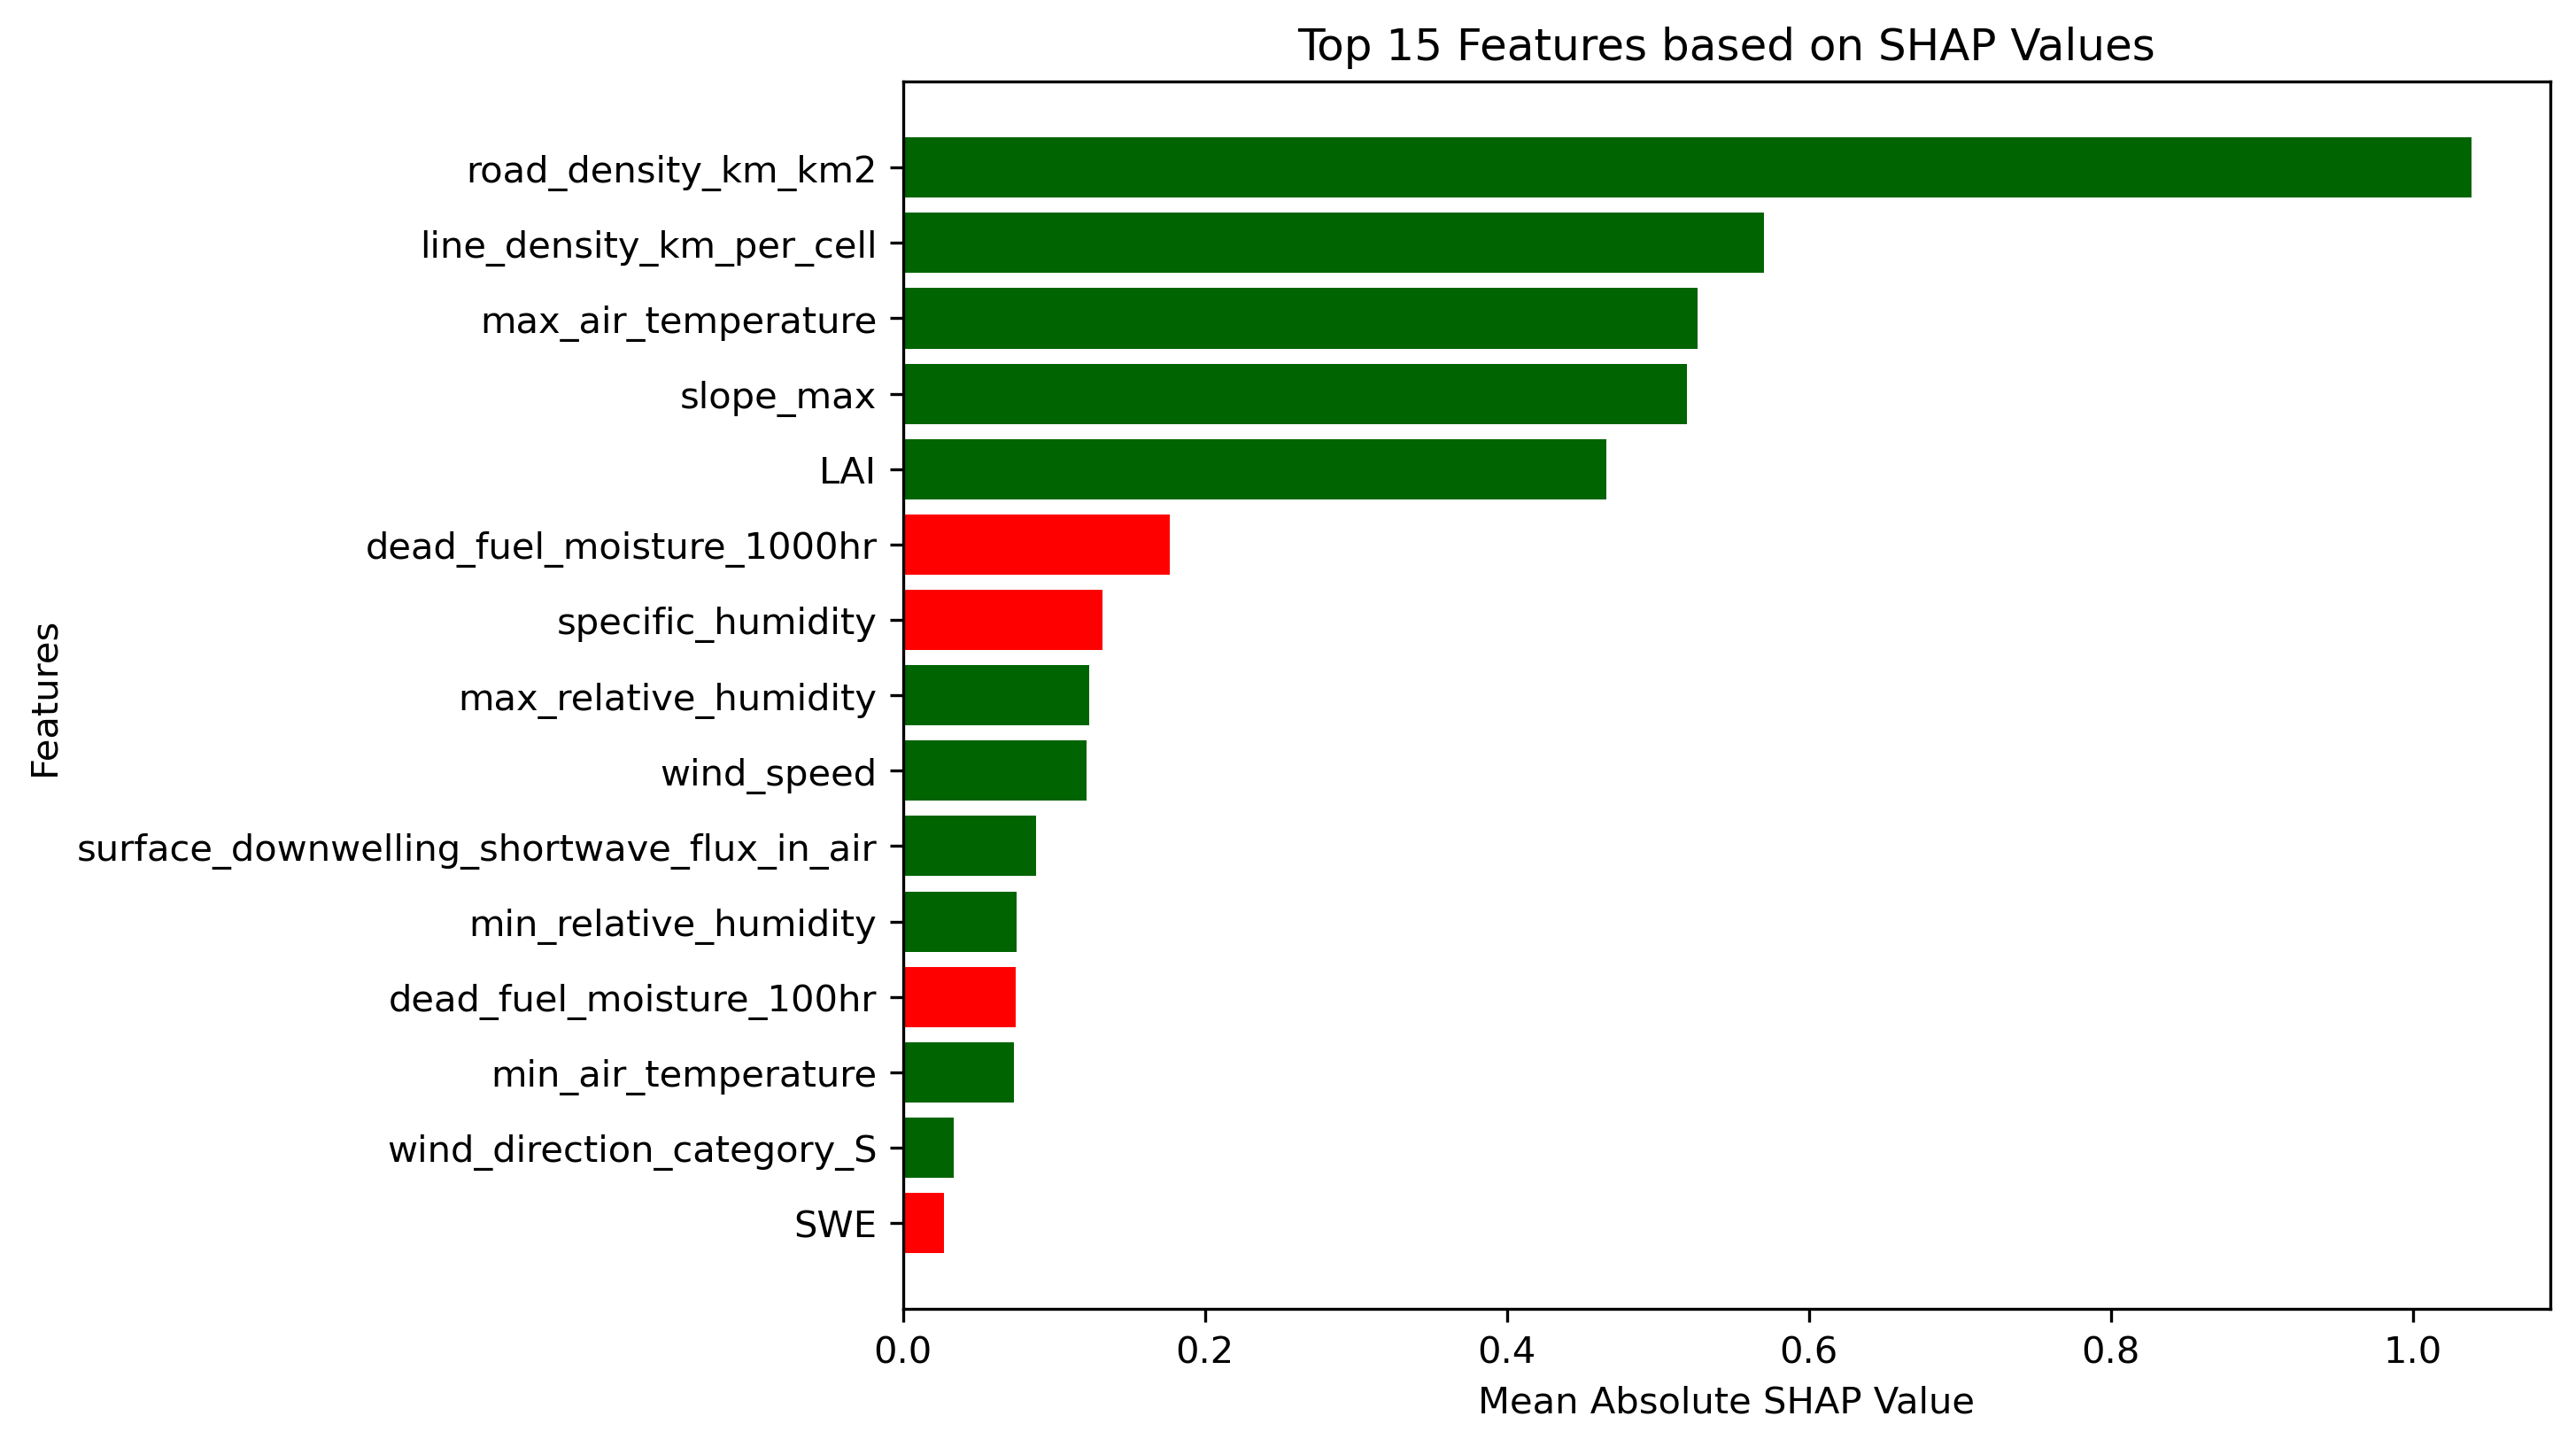 Top 15 Features based on SHAP Values
Features
road_density_km_km2
line_density_km_per_cell
max_air_temperature
slope_max
LAI
dead_fuel_moisture_1000hr
specific_humidity
max_relative_humidity
wind_speed
surface_downwelling_shortwave_flux_in_air
min_relative_humidity
dead_fuel_moisture_100hr
min_air_temperature
wind_direction_category_S
SWE
0.0 0.2 0.4 0.6 0.8 1.0
Mean Absolute SHAP Value